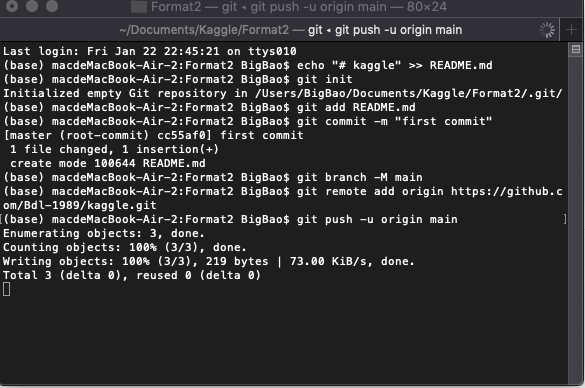 Format2 — git ◂ git push -u origin main — 80×24
~/Documents/Kaggle/Format2 — git ◂ git push -u origin main
Last login: Fri Jan 22 22:45:21 on ttys010
(base) macdeMacBook-Air-2:Format2 BigBao$ echo "# kaggle" >> README.md
(base) macdeMacBook-Air-2:Format2 BigBao$ git init
Initialized empty Git repository in /Users/BigBao/Documents/Kaggle/Format2/.git/
(base) macdeMacBook-Air-2:Format2 BigBao$ git add README.md
(base) macdeMacBook-Air-2:Format2 BigBao$ git commit -m "first commit"
[master (root-commit) cc55af0] first commit
 1 file changed, 1 insertion(+)
 create mode 100644 README.md
(base) macdeMacBook-Air-2:Format2 BigBao$ git branch -M main
(base) macdeMacBook-Air-2:Format2 BigBao$ git remote add origin https://github.c
om/Bdl-1989/kaggle.git
[(base) macdeMacBook-Air-2:Format2 BigBao$ git push -u origin main ]
Enumerating objects: 3, done.
Counting objects: 100% (3/3), done.
Writing objects: 100% (3/3), 219 bytes | 73.00 KiB/s, done.
Total 3 (delta 0), reused 0 (delta 0)